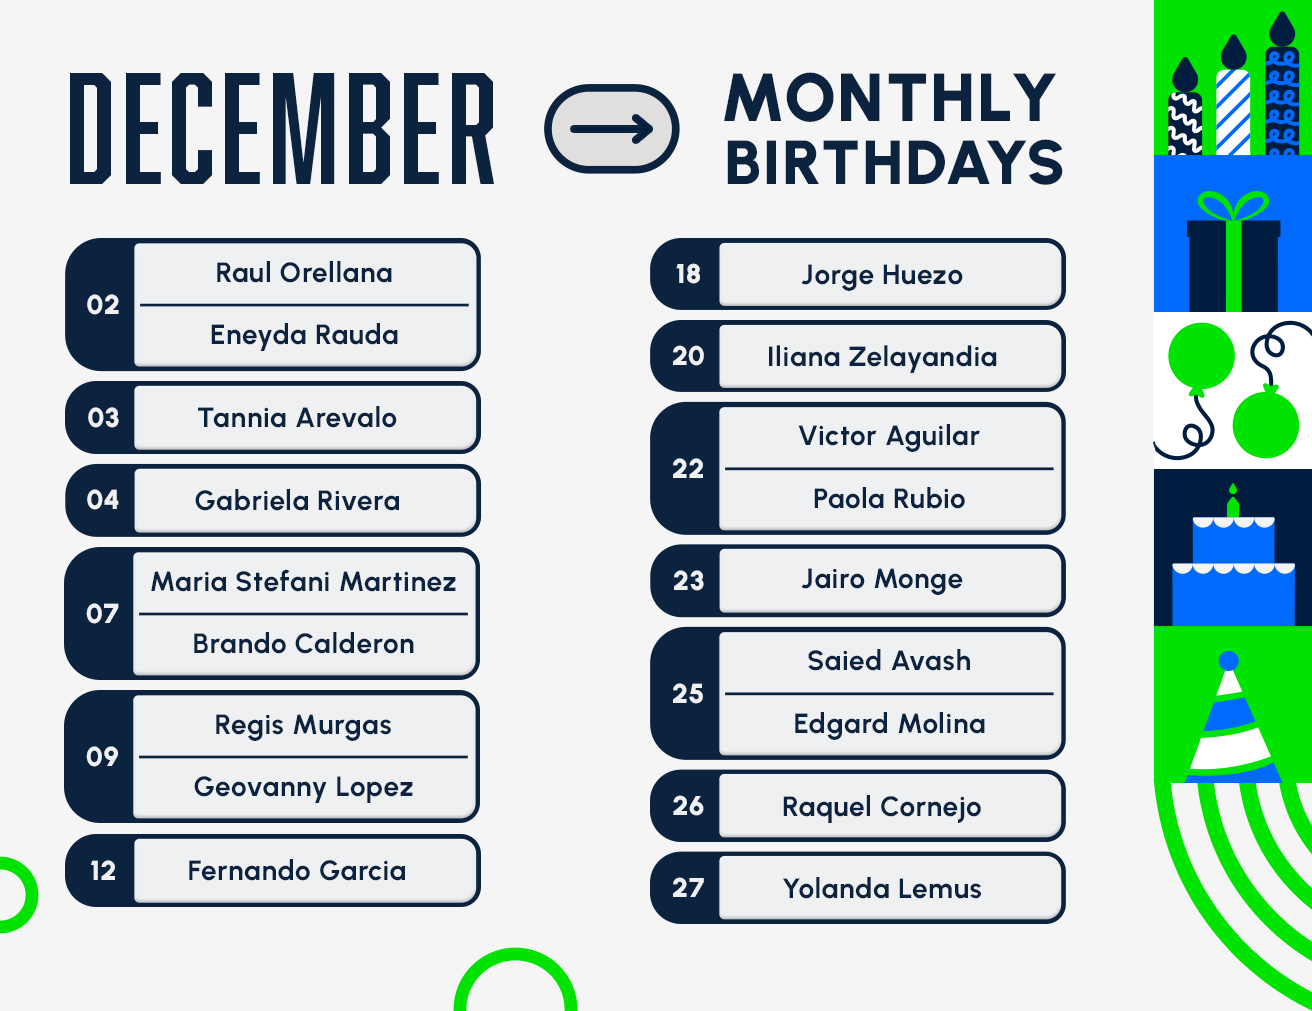 DECEMBER
MONTHLY
BIRTHDAYS
02
Raul Orellana
Eneyda Rauda
03
Tannia Arevalo
04
Gabriela Rivera
07
Maria Stefani Martinez
Brando Calderon
09
Regis Murgas
Geovanny Lopez
12
Fernando Garcia
18
Jorge Huezo
20
Iliana Zelayandia
22
Victor Aguilar
Paola Rubio
23
Jairo Monge
25
Saied Avash
Edgard Molina
26
Raquel Cornejo
27
Yolanda Lemus